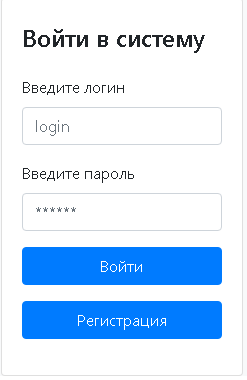 Войти в систему
Введите логин
login
Введите пароль
******
Войти
Регистрация